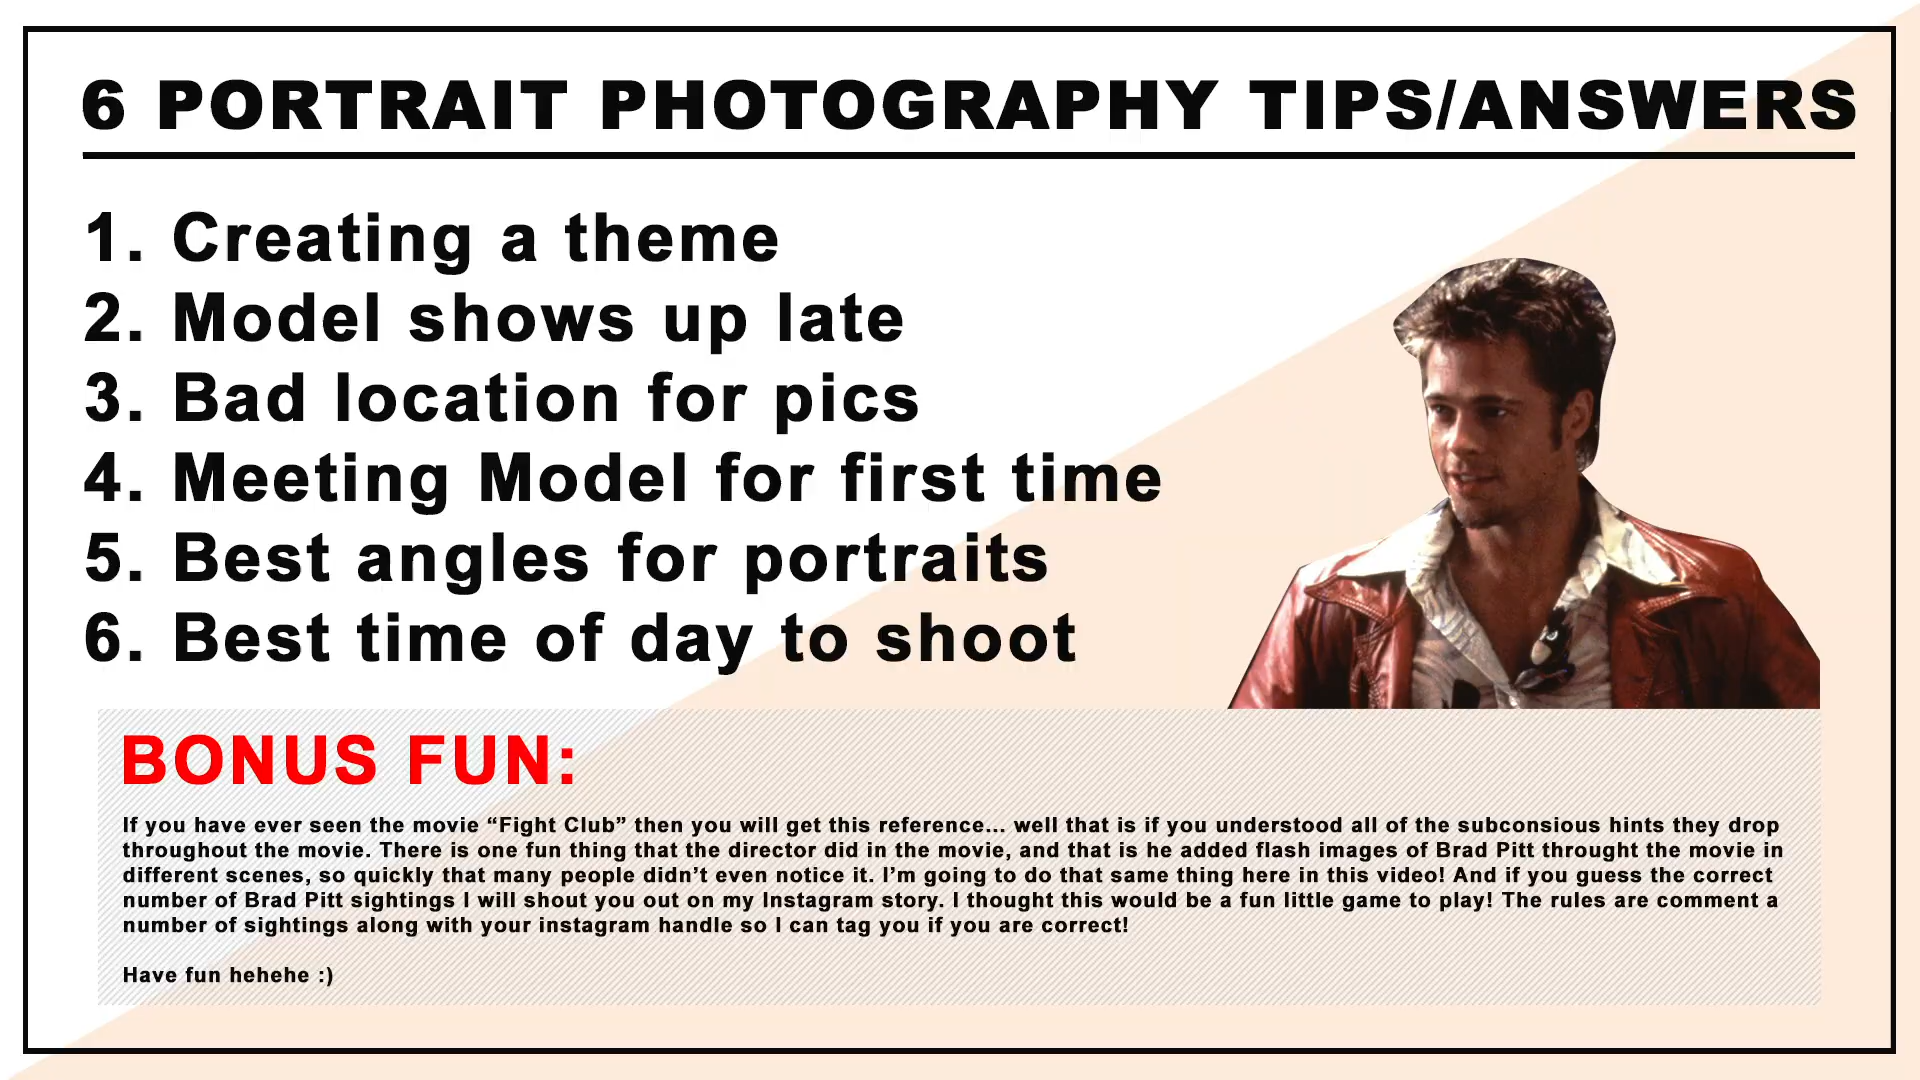 6 PORTRAIT PHOTOGRAPHY TIPS/ANSWERS
1. Creating a theme
2. Model shows up late
3. Bad location for pics
4. Meeting Model for first time
5. Best angles for portraits
6. Best time of day to shoot
BONUS FUN:
If you have ever seen the movie “Fight Club” then you will get this reference... well that is if you understood all of the subconsious hints they drop
throughout the movie. There is one fun thing that the director did in the movie, and that is he added flash images of Brad Pitt throught the movie in
different scenes, so quickly that many people didn’t even notice it. I’m going to do that same thing here in this video! And if you guess the correct
number of Brad Pitt sightings I will shout you out on my Instagram story. I thought this would be a fun little game to play! The rules are comment a
number of sightings along with your instagram handle so I can tag you if you are correct!
Have fun hehehe :)